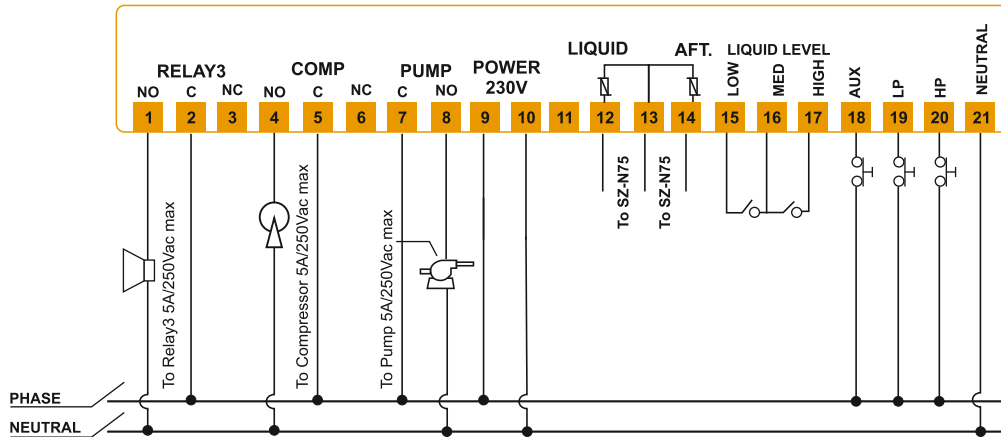 RELAY3 COMP PUMP POWER 230V LIQUID AFT. LIQUID LEVEL
NO C NC NO C NC C NO LOW MED HIGH AUX LP HP NEUTRAL
1 2 3 4 5 6 7 8 9 10 11 12 13 14 15 16 17 18 19 20 21
To Relay3 5A/250Vac max
To Compressor 5A/250Vac max
To Pump 5A/250Vac max
To SZ-N75
To SZ-N75
PHASE
NEUTRAL